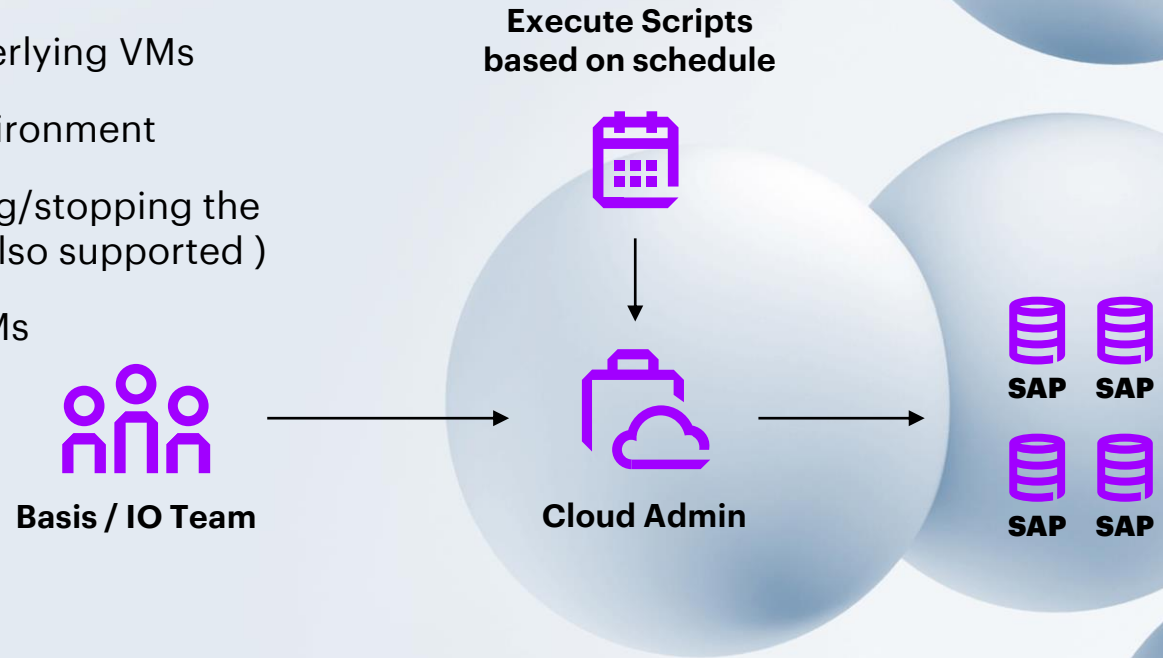 erlying VMs
ironment
g/stopping the
lso supported )
Ms
Execute Scripts
based on schedule
SAP SAP
SAP SAP
Basis / IO Team
Cloud Admin